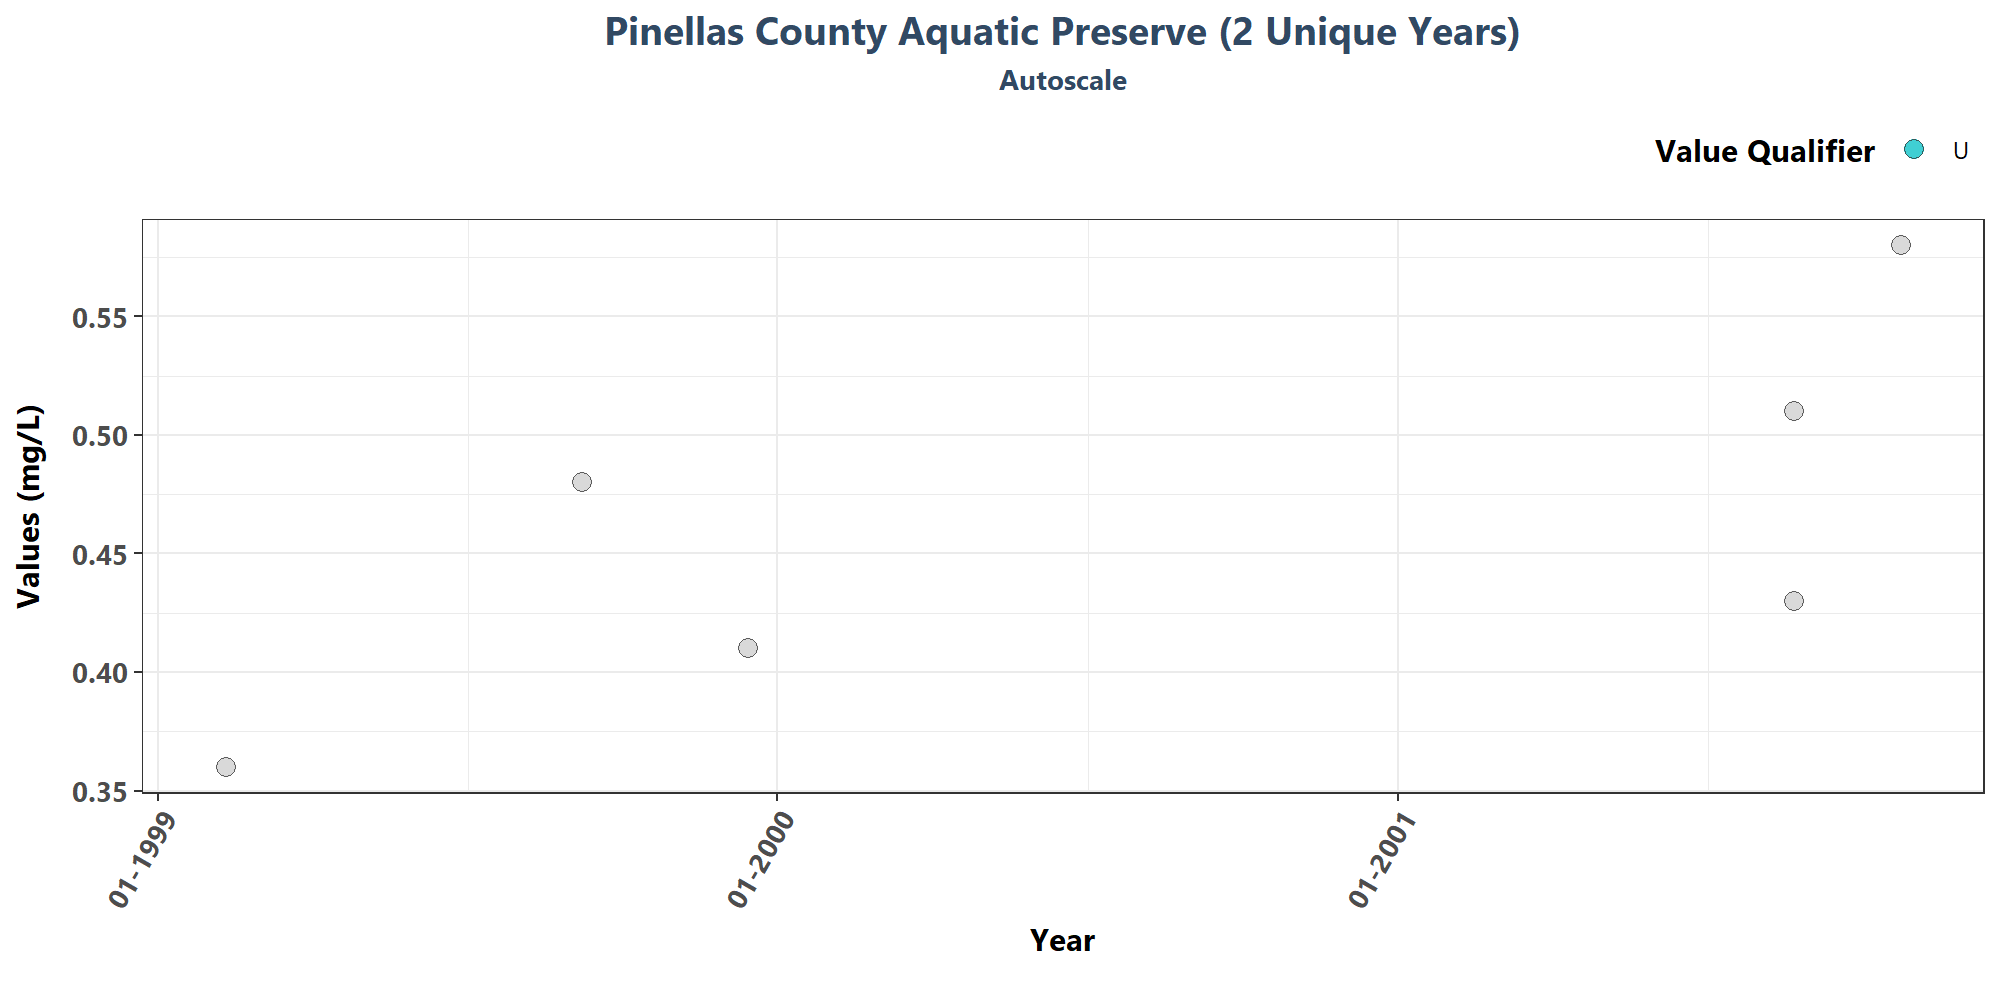 Pinellas County Aquatic Preserve (2 Unique Years)
Autoscale
Value Qualifier U
Values (mg/L)
0.55
0.50
0.45
0.40
0.35
01-1999
01-2000
01-2001
Year